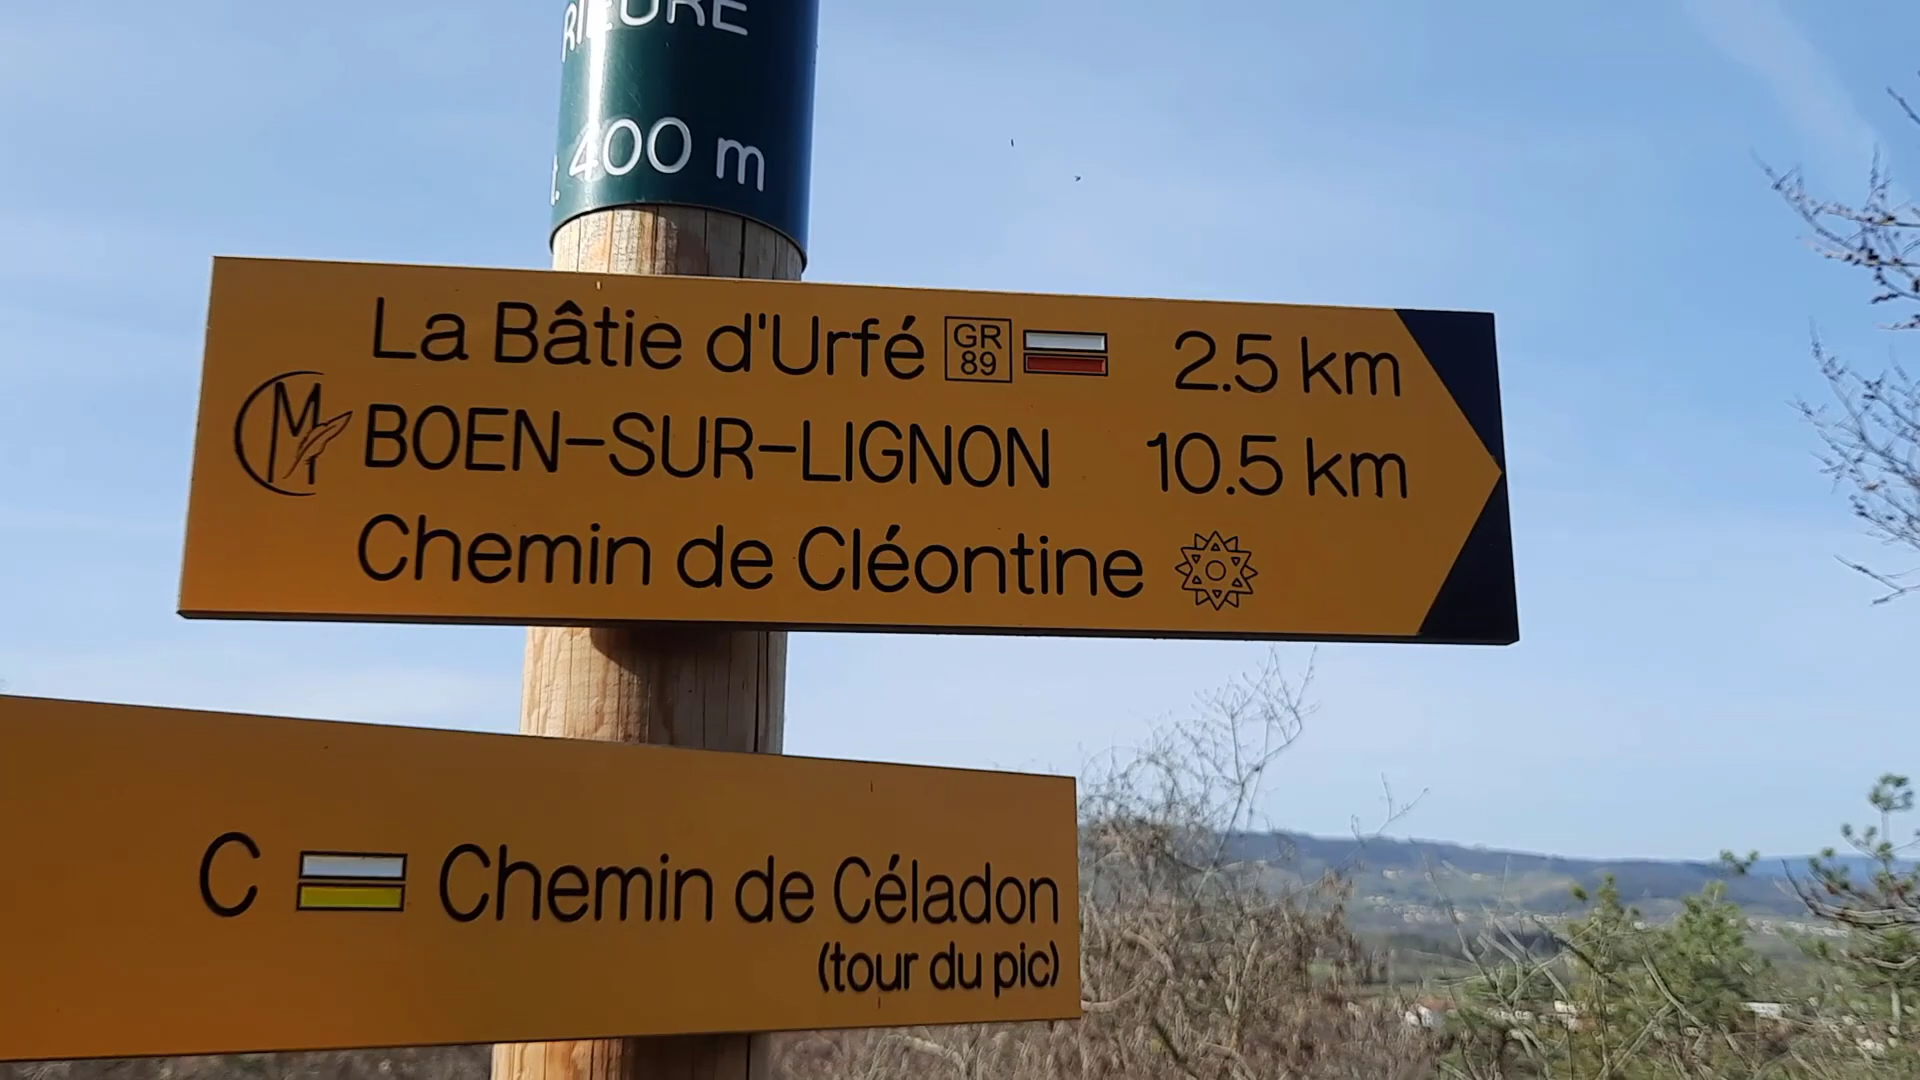 400 m
La Bâtie d'Urfé GR 89 2.5 km
BOEN-SUR-LIGNON 10.5 km
Chemin de Cléontine
C Chemin de Céladon
(tour du pic)